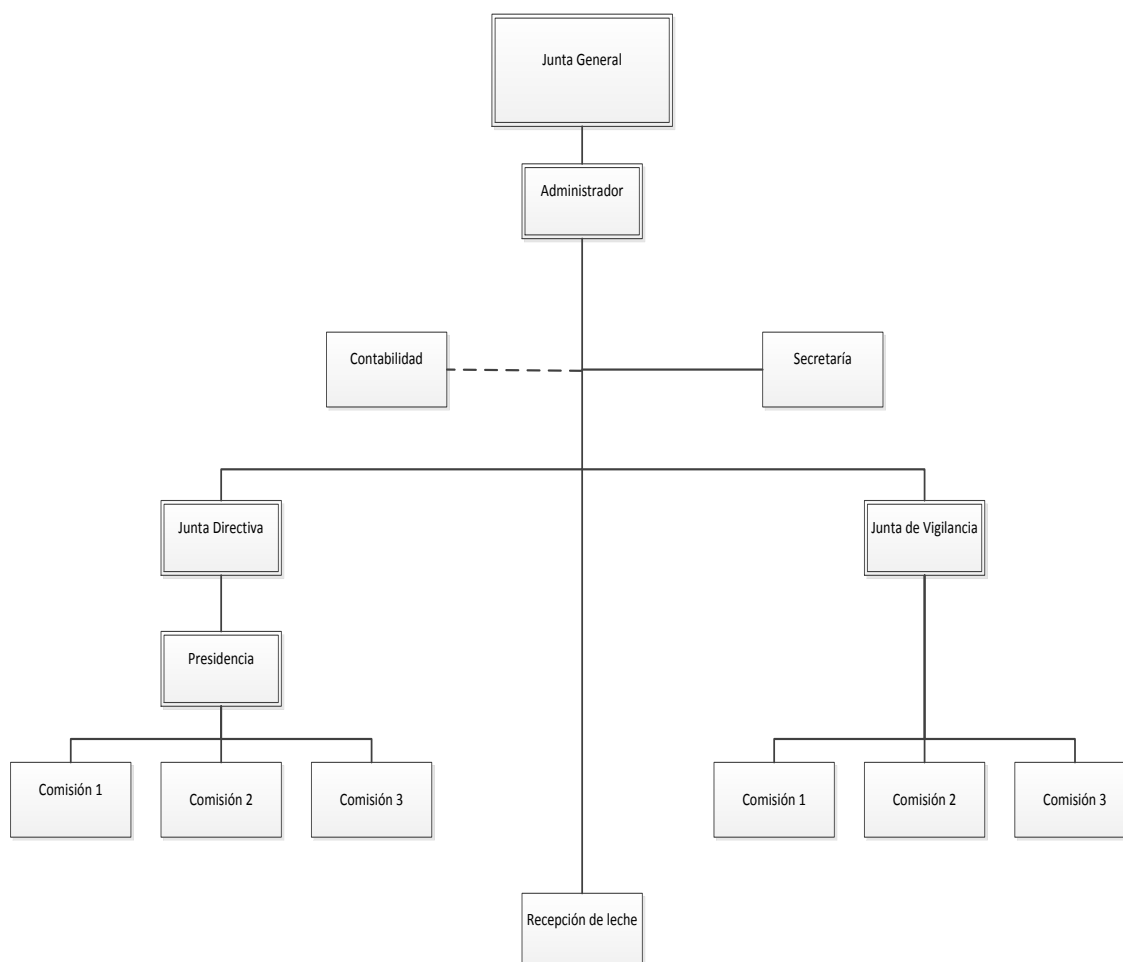 Junta General
Administrador
Contabilidad
Secretaría
Junta Directiva
Junta de Vigilancia
Presidencia
Comisión 1
Comisión 2
Comisión 3
Comisión 1
Comisión 2
Comisión 3
Recepción de leche